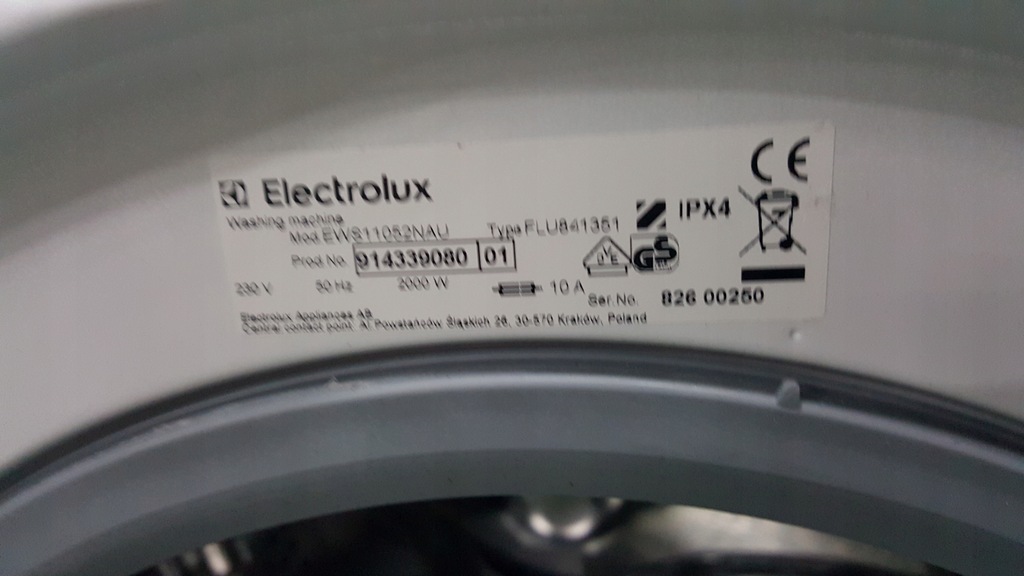 Electrolux
Washing machine
Mod. EWS11052NAU Type FLU841351
Prod.No. 914339080 01
230 V 50 Hz 2000 W 10 A
IPX4
CE
GS
Ser.No. 826 00250
Electrolux Appliances AB
Central contact point: Al. Powstańców Śląskich 26, 30-570 Kraków, Poland